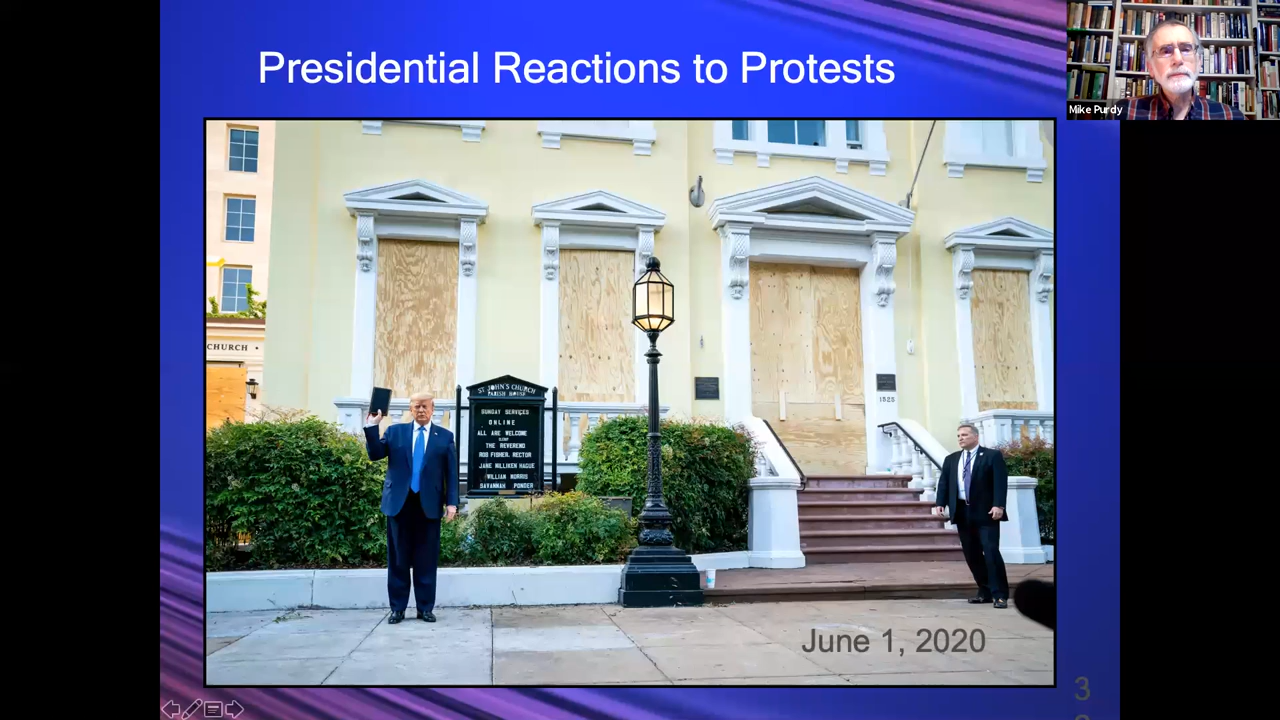 Presidential Reactions to Protests
Mike Purdy
CHURCH •
ST JOHN'S CHURCH
PARISH HOUSE
SUNDAY SERVICES
ONLINE
ALL ARE WELCOME
THE REVEREND
ROB FISHER, RECTOR
JANE MILLIKEN HAGUE
WILLIAM MORRIS
SAVANNAH PONDER
1525
June 1, 2020
3